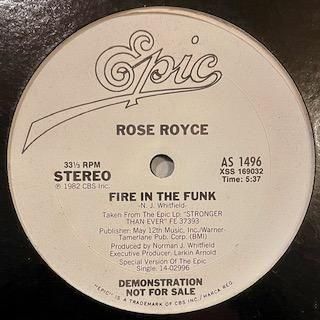 Epic
ROSE ROYCE
33⅓ RPM
STEREO
℗ 1982 CBS Inc.
AS 1496
XSS 169032
Time: 5:37
FIRE IN THE FUNK
-N. J. Whitfield-
Taken From The Epic Lp: "STRONGER
THAN EVER" FE 37393
Publisher: May 12th Music, Inc./Warner-
Tamerlane Pub. Corp. (BMI)
Produced by Norman J. Whitfield
Executive Producer: Larkin Arnold
Special Version Of The Epic
Single: 14-02996
DEMONSTRATION
NOT FOR SALE
"EPIC" IS A TRADEMARK OF CBS INC./MARCA REG.